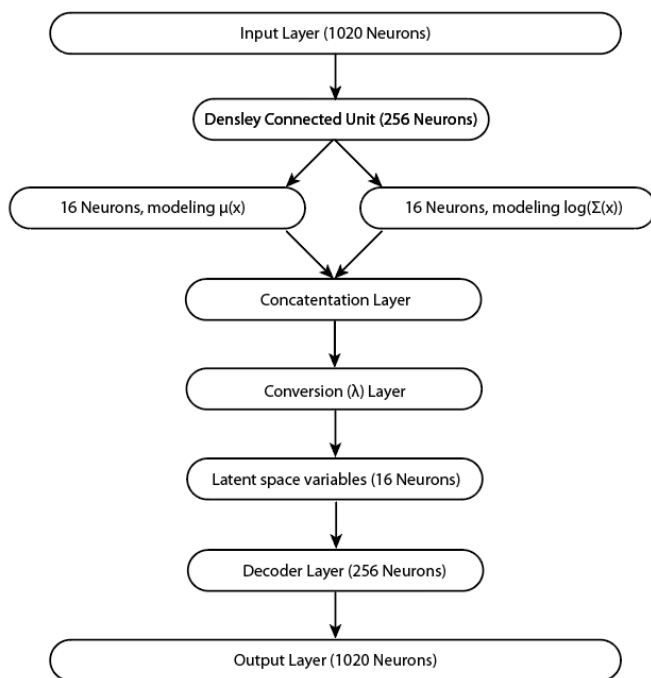 Input Layer (1020 Neurons)
Densley Connected Unit (256 Neurons)
16 Neurons, modeling μ(x)
16 Neurons, modeling log(Σ(x))
Concatentation Layer
Conversion (λ) Layer
Latent space variables (16 Neurons)
Decoder Layer (256 Neurons)
Output Layer (1020 Neurons)